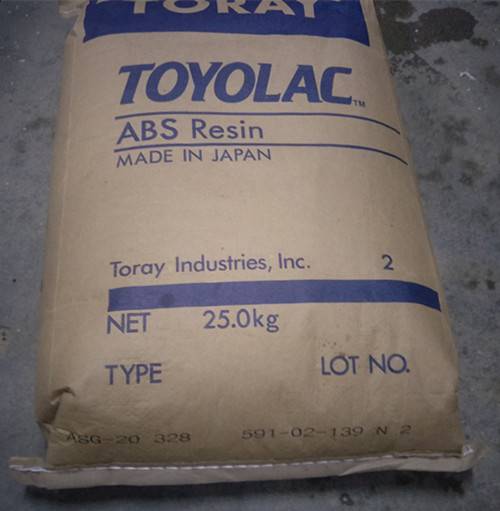 TORAY
TOYOLAC™
ABS Resin
MADE IN JAPAN
Toray Industries, Inc. 2
NET 25.0kg
TYPE LOT NO.
ASG-20 328 591-02-139 N 2